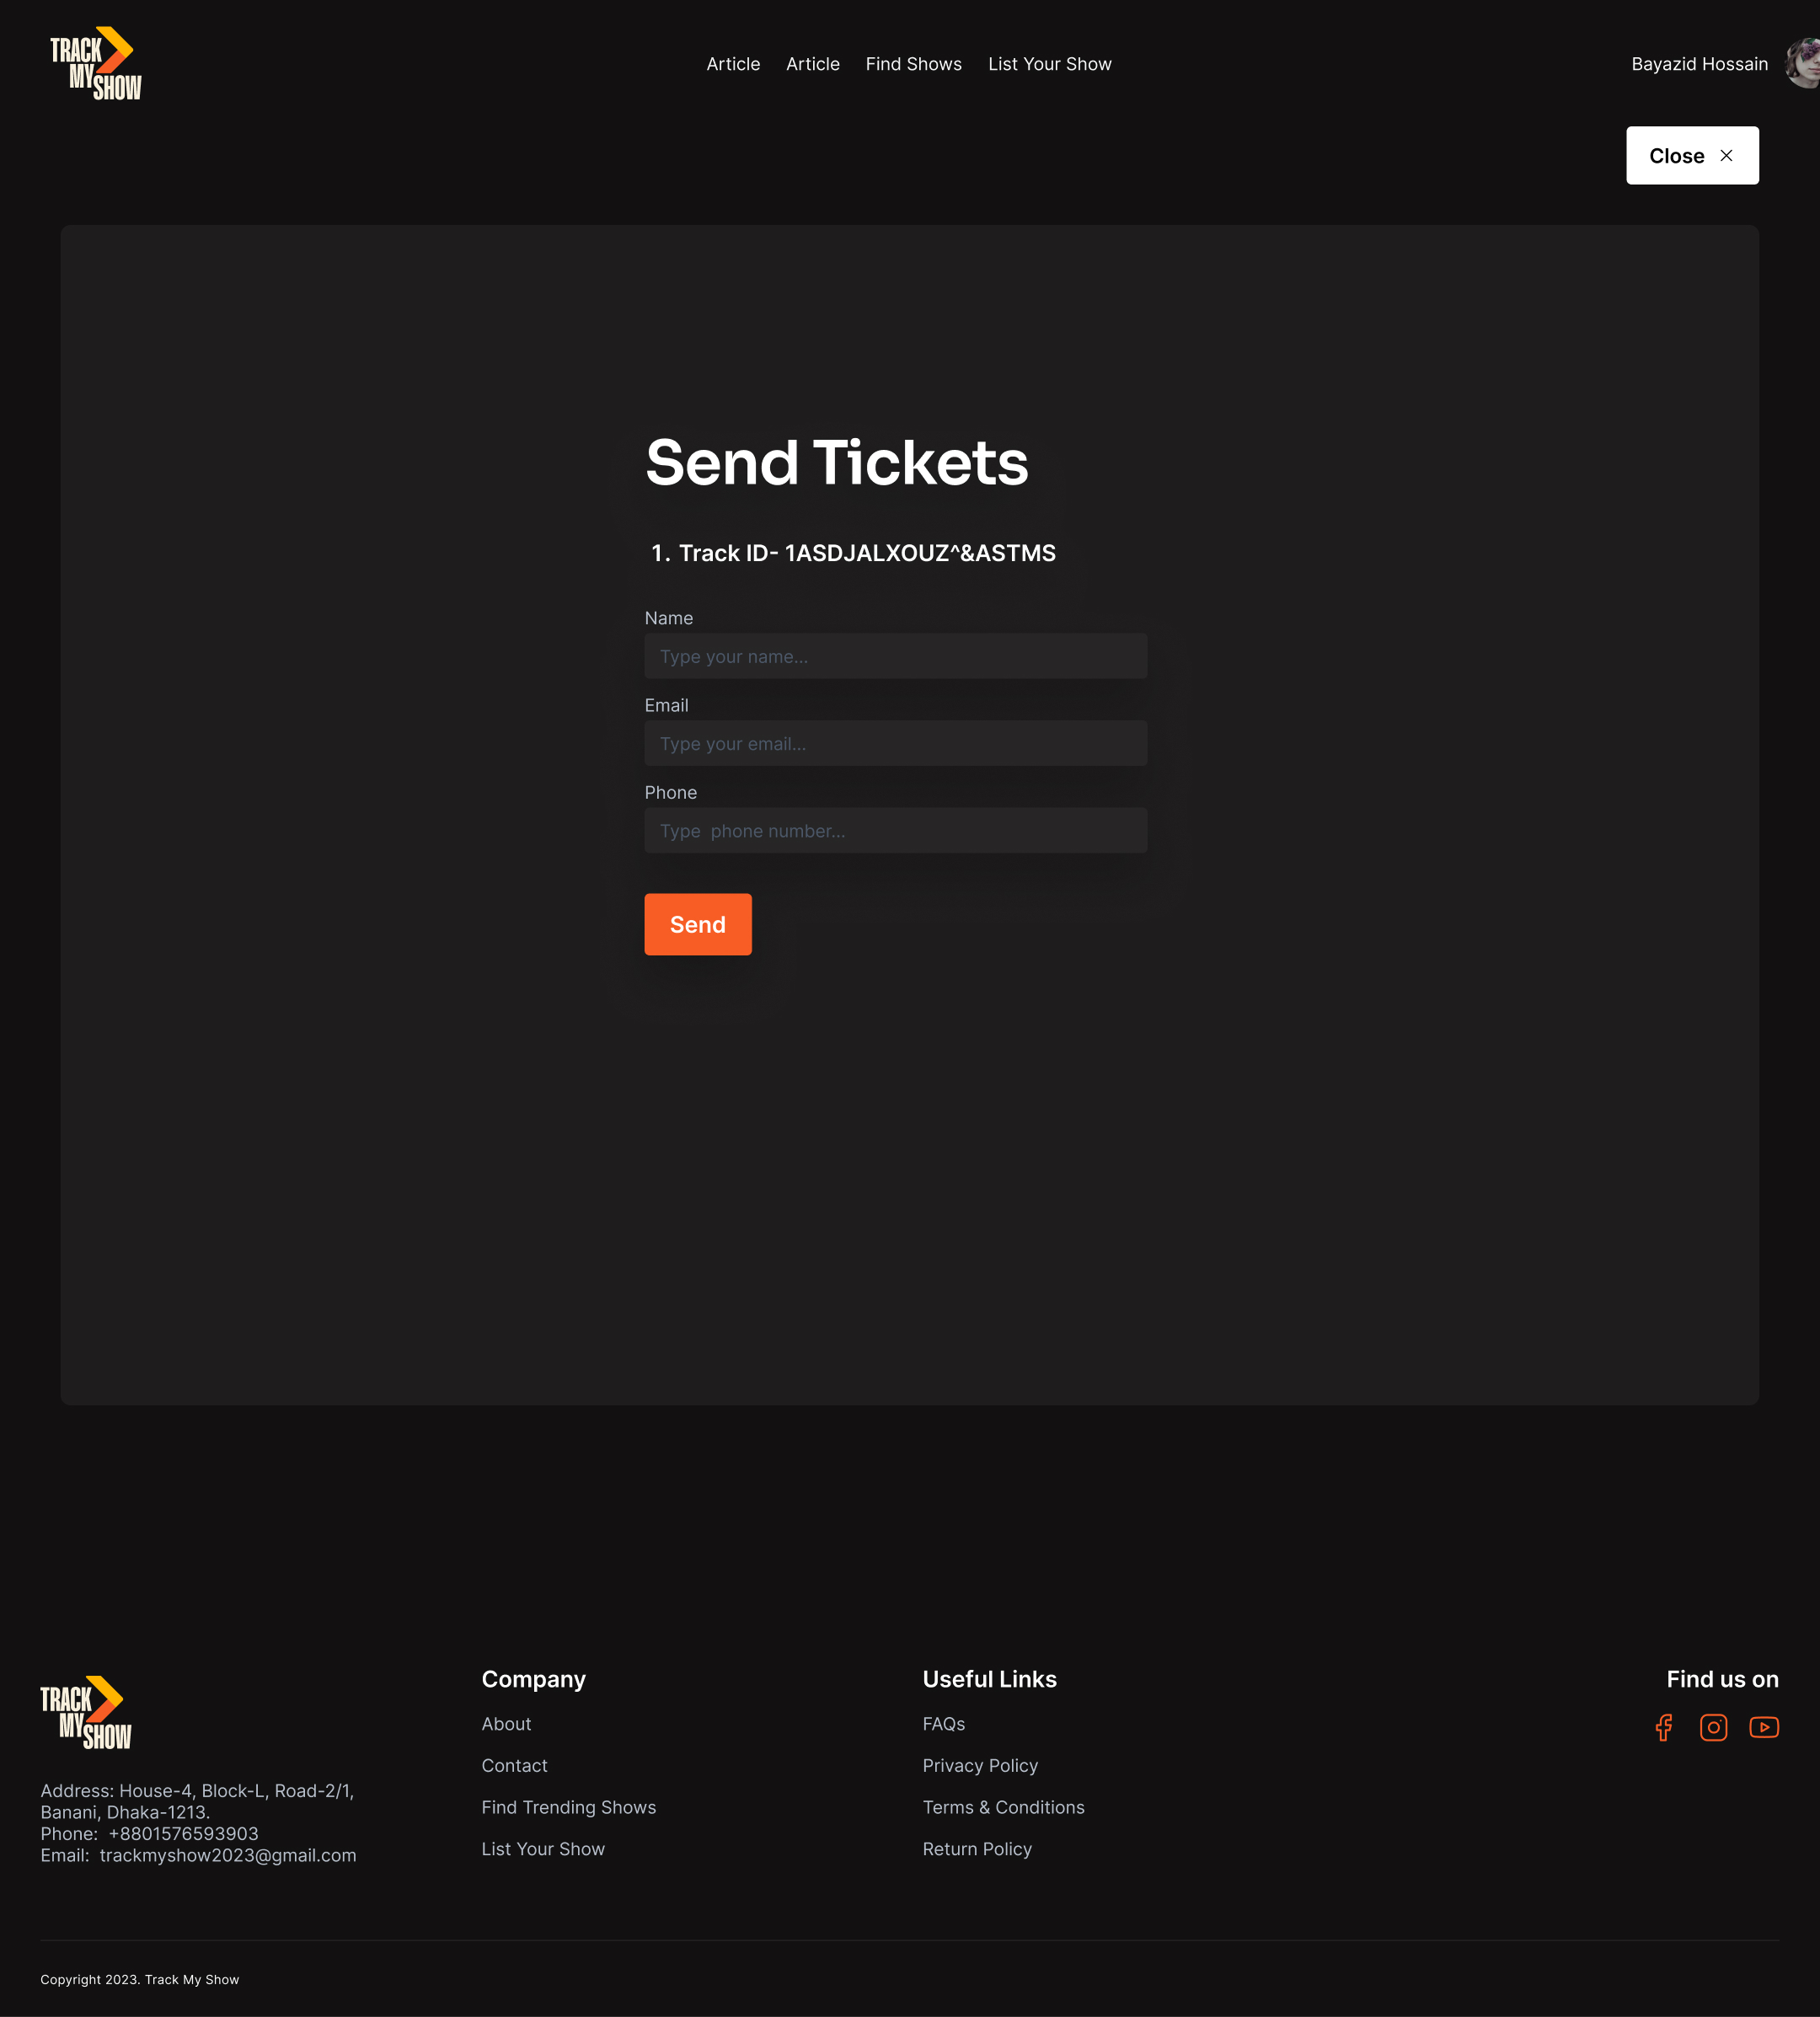 TRACK
MY
SHOW
Article Article Find Shows List Your Show
Bayazid Hossain
Close
Send Tickets
1. Track ID- 1ASDJALXOUZ^&ASTMS
Name
Type your name...
Email
Type your email...
Phone
Type  phone number...
Send
TRACK
MY
SHOW
Address: House-4, Block-L, Road-2/1,
Banani, Dhaka-1213.
Phone:  +8801576593903
Email:  trackmyshow2023@gmail.com
Company
About
Contact
Find Trending Shows
List Your Show
Useful Links
FAQs
Privacy Policy
Terms & Conditions
Return Policy
Find us on
Copyright 2023. Track My Show